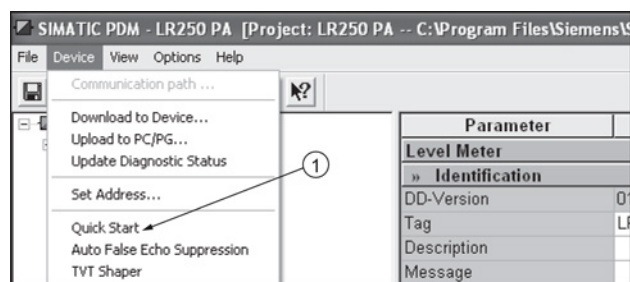 SIMATIC PDM - LR250 PA [Project: LR250 PA -- C:\Program Files\Siemens\S
File Device View Options Help
Communication path ...
Download to Device...
Upload to PC/PG...
Update Diagnostic Status
Set Address...
Quick Start
Auto False Echo Suppression
TVT Shaper
1
Parameter
Level Meter
» Identification
DD-Version
Tag
Description
Message